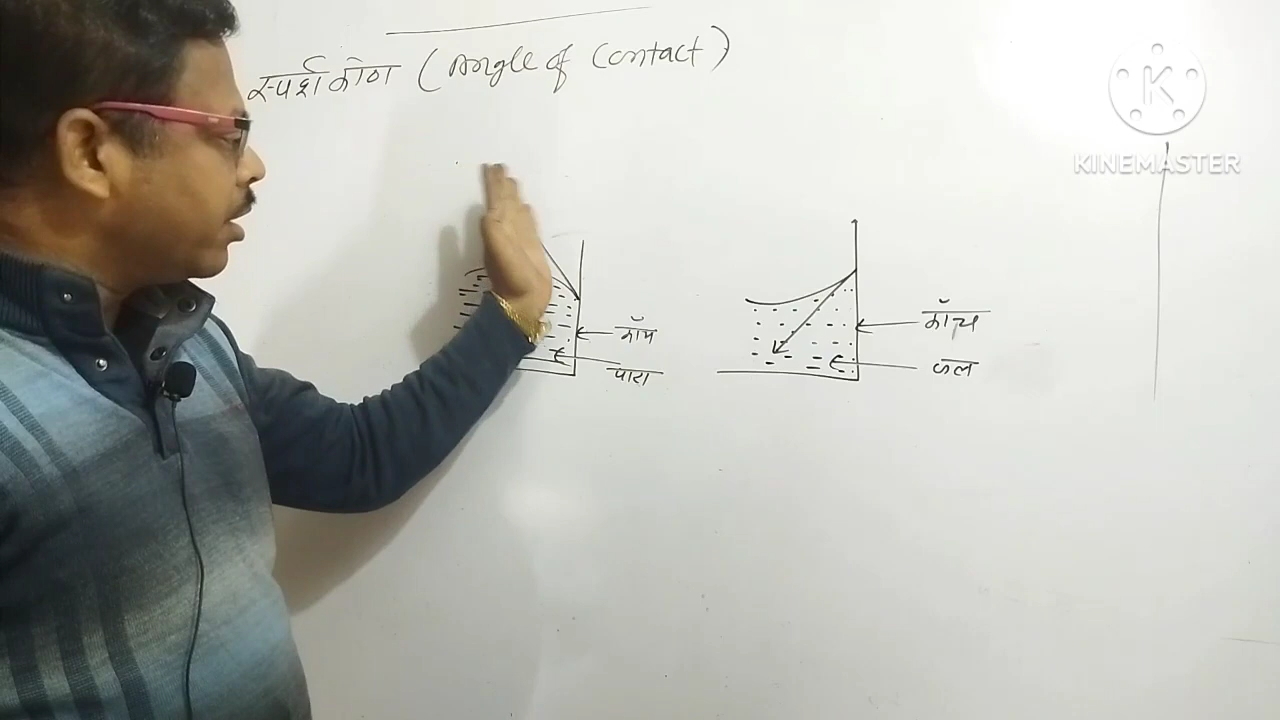 स्पर्श कोण (Angle of Contact)
K
KINEMASTER
काँच
पारा
काँच
जल